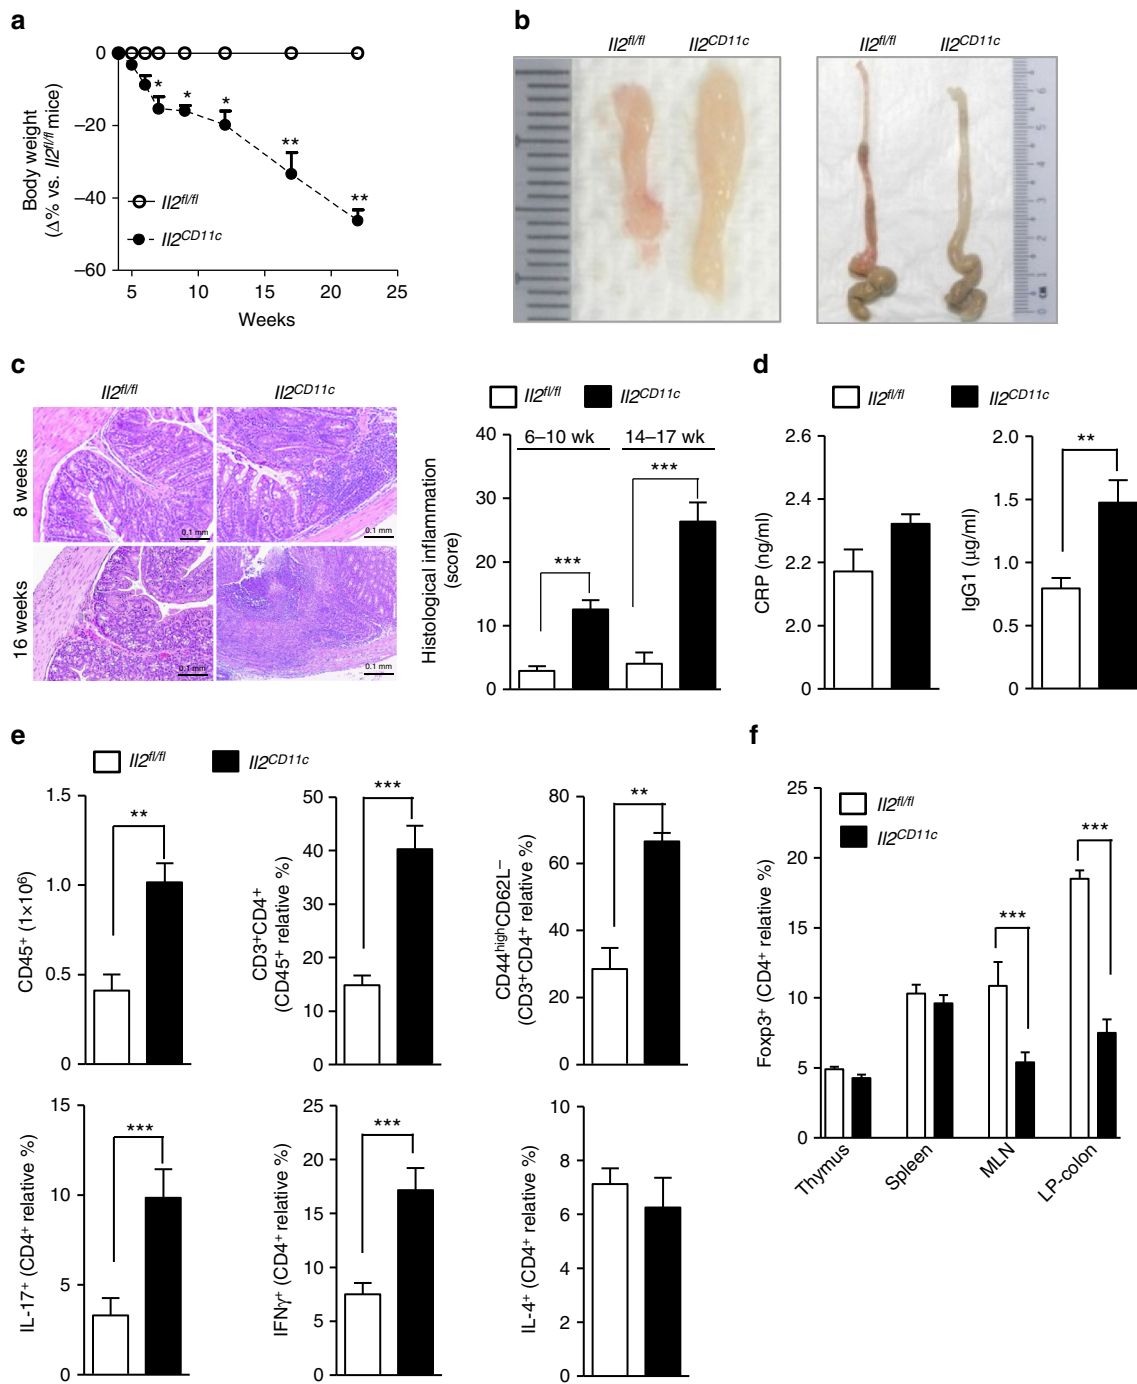 a
0
–20
–40
–60
5
10
15
20
25
Weeks
Body weight
(Δ% vs. Il2fl/fl mice)
*
*
*
**
**
Il2fl/fl
Il2CD11c
b
Il2fl/fl
Il2CD11c
Il2fl/fl
Il2CD11c
c
Il2fl/fl
Il2CD11c
8 weeks
16 weeks
0.1 mm
0.1 mm
0.1 mm
0.1 mm
Il2fl/fl
Il2CD11c
Histological inflammation
(score)
40
30
20
10
0
6–10 wk
14–17 wk
***
***
d
Il2fl/fl
Il2CD11c
CRP (ng/ml)
2.6
2.4
2.2
2.0
0
IgG1 (μg/ml)
2.0
1.5
1.0
0.5
0
**
e
Il2fl/fl
Il2CD11c
CD45+ (1×10⁶)
1.5
1.0
0.5
0
**
CD3+CD4+
(CD45+ relative %)
50
40
30
20
10
0
***
CD44highCD62L–
(CD3+CD4+ relative %)
80
60
40
20
0
**
IL-17+ (CD4+ relative %)
15
10
5
0
***
IFNγ+ (CD4+ relative %)
25
20
15
10
5
0
***
IL-4+ (CD4+ relative %)
10
8
6
4
2
0
f
Il2fl/fl
Il2CD11c
Foxp3+ (CD4+ relative %)
25
20
15
10
5
0
***
***
Thymus
Spleen
MLN
LP-colon